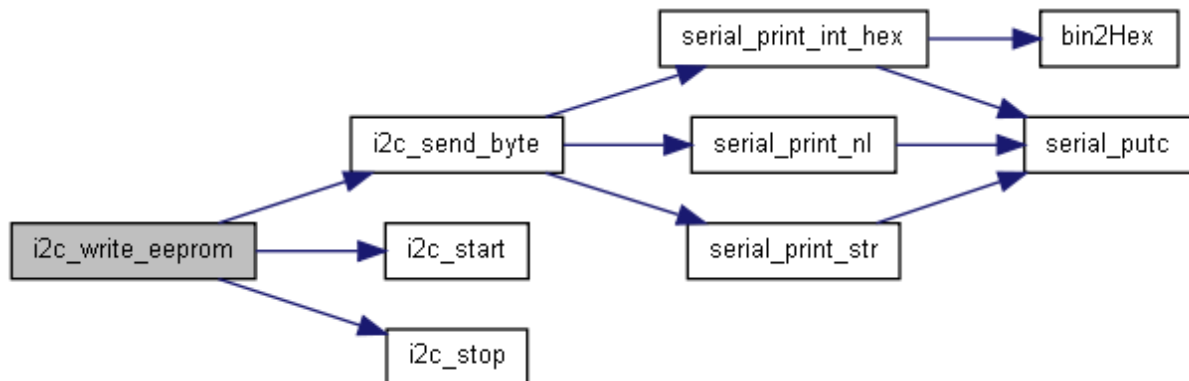 serial_print_int_hex
bin2Hex
i2c_send_byte
serial_print_nl
serial_putc
i2c_write_eeprom
i2c_start
serial_print_str
i2c_stop